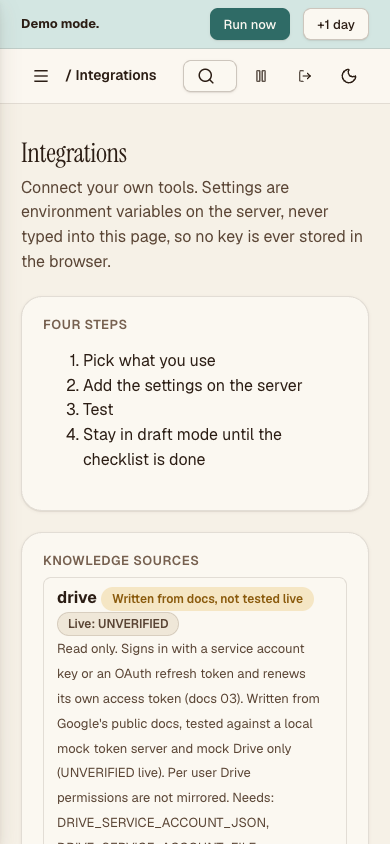 Demo mode.
Run now
+1 day
/ Integrations
Integrations
Connect your own tools. Settings are
environment variables on the server, never
typed into this page, so no key is ever stored in
the browser.
FOUR STEPS
1. Pick what you use
2. Add the settings on the server
3. Test
4. Stay in draft mode until the
checklist is done
KNOWLEDGE SOURCES
drive Written from docs, not tested live
Live: UNVERIFIED
Read only. Signs in with a service account
key or an OAuth refresh token and renews
its own access token (docs 03). Written from
Google's public docs, tested against a local
mock token server and mock Drive only
(UNVERIFIED live). Per user Drive
permissions are not mirrored. Needs:
DRIVE_SERVICE_ACCOUNT_JSON,